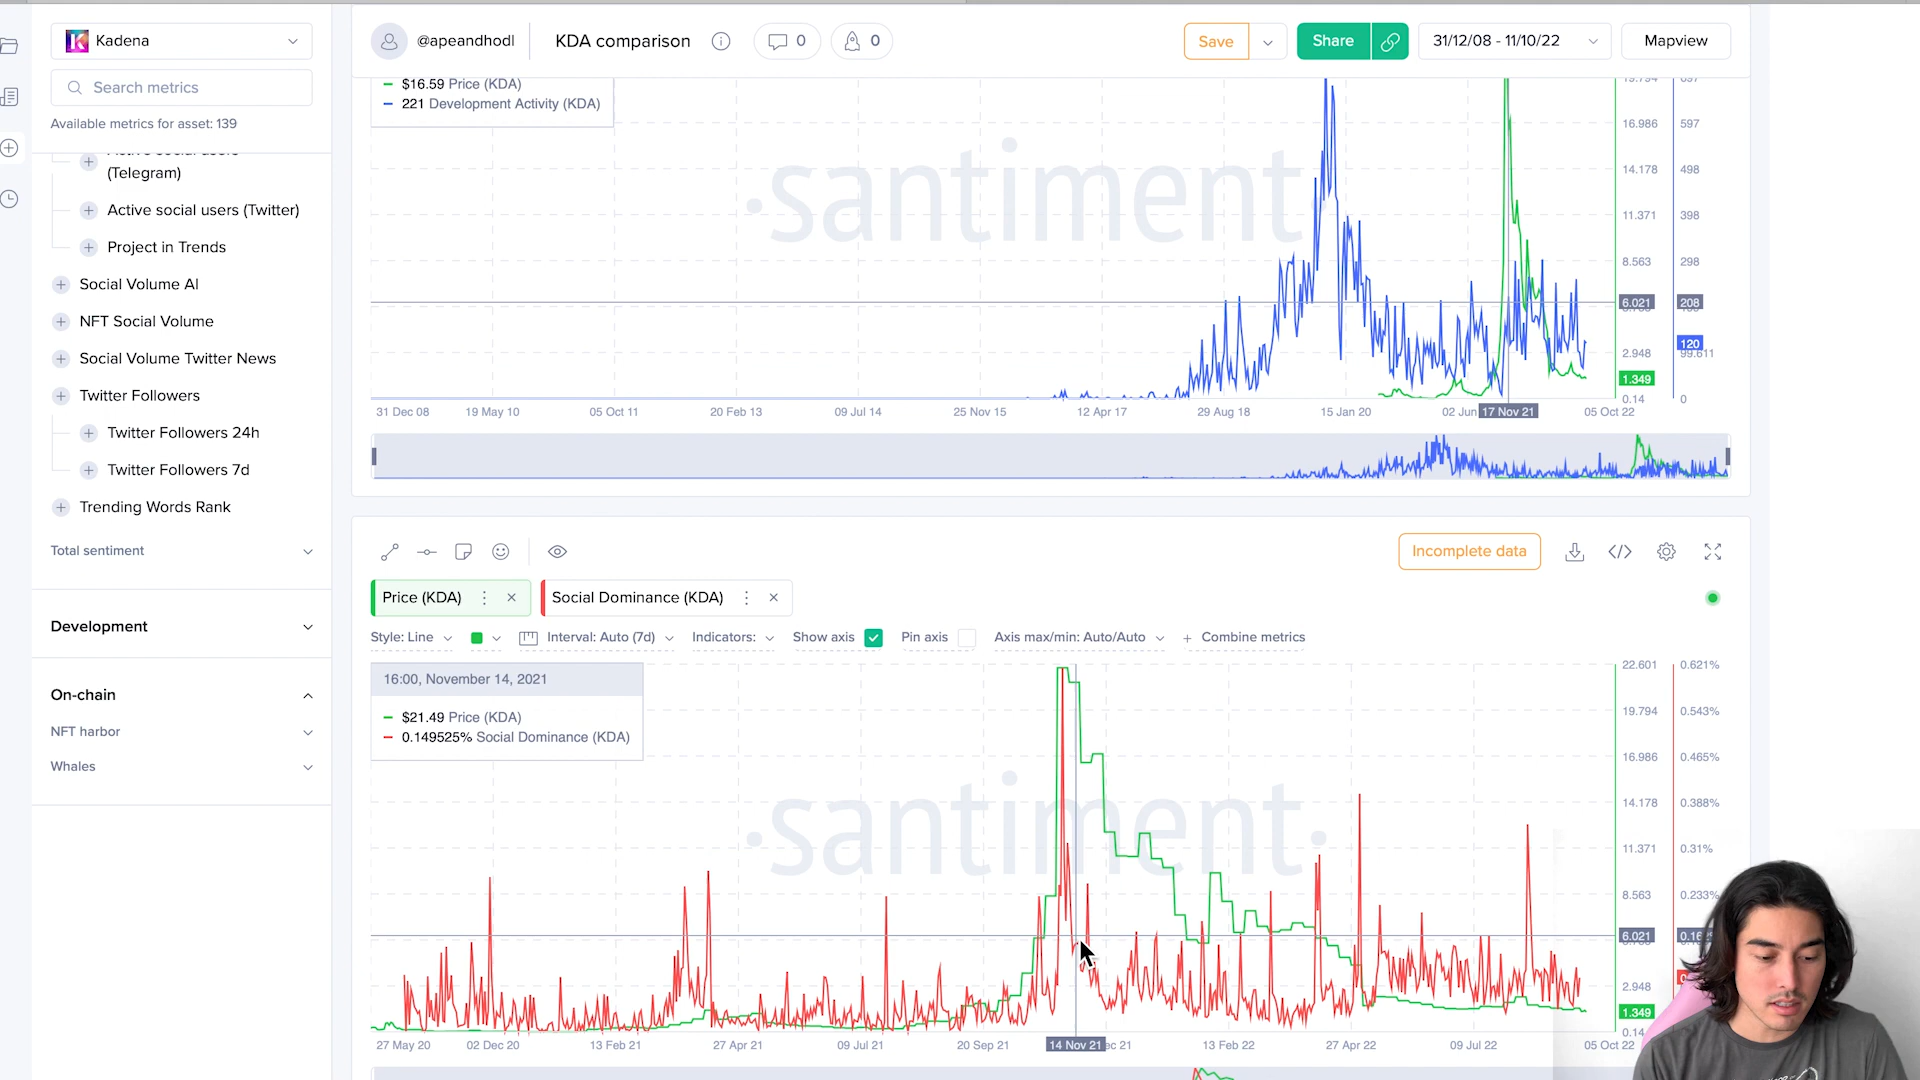 Kadena
Search metrics
Available metrics for asset: 139
Active social users
(Telegram)
Active social users (Twitter)
Project in Trends
Social Volume AI
NFT Social Volume
Social Volume Twitter News
Twitter Followers
Twitter Followers 24h
Twitter Followers 7d
Trending Words Rank
Total sentiment
Development
On-chain
NFT harbor
Whales
@apeandhodl
KDA comparison
0
0
Save
Share
31/12/08 - 11/10/22
Mapview
$16.59 Price (KDA)
221 Development Activity (KDA)
santiment
19.794 697
16.986 597
14.178 498
11.371 398
8.563 298
6.021 208
120
2.948 99.611
1.349
0.14 0
31 Dec 08 19 May 10 05 Oct 11 20 Feb 13 09 Jul 14 25 Nov 15 12 Apr 17 29 Aug 18 15 Jan 20 02 Jun 17 Nov 21 05 Oct 22
Incomplete data
Price (KDA)
Social Dominance (KDA)
Style: Line
Interval: Auto (7d)
Indicators:
Show axis
Pin axis
Axis max/min: Auto/Auto
Combine metrics
16:00, November 14, 2021
$21.49 Price (KDA)
0.149525% Social Dominance (KDA)
santiment
22.601 0.621%
19.794 0.543%
16.986 0.465%
14.178 0.388%
11.371 0.31%
8.563 0.233%
6.021
2.948
1.349
0.14
27 May 20 02 Dec 20 13 Feb 21 27 Apr 21 09 Jul 21 20 Sep 21 14 Nov 21 ec 21 13 Feb 22 27 Apr 22 09 Jul 22 05 Oct 22